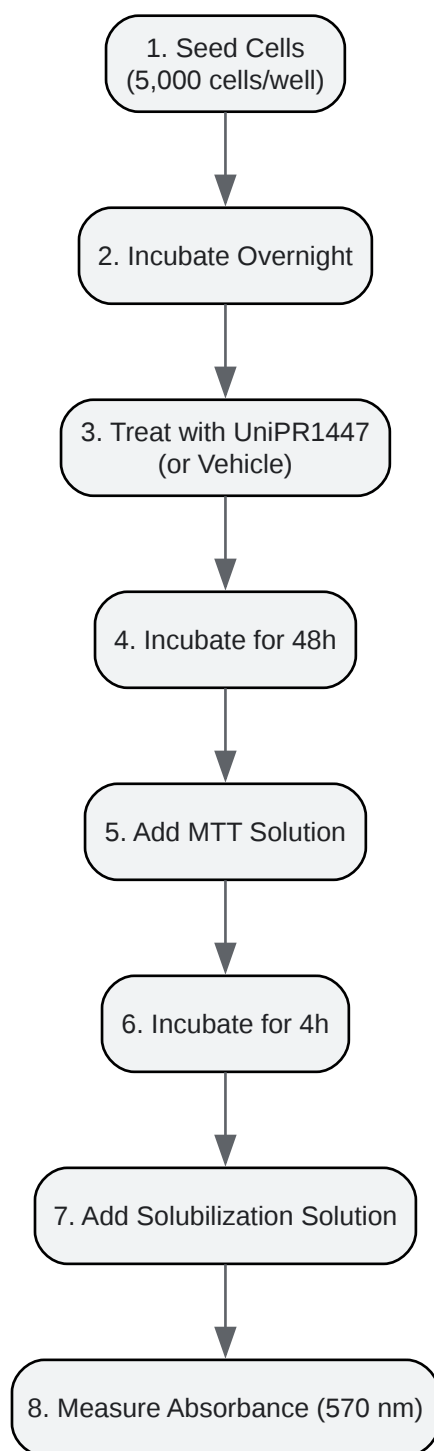 1. Seed Cells
(5,000 cells/well)
2. Incubate Overnight
3. Treat with UniPR1447
(or Vehicle)
4. Incubate for 48h
5. Add MTT Solution
6. Incubate for 4h
7. Add Solubilization Solution
8. Measure Absorbance (570 nm)